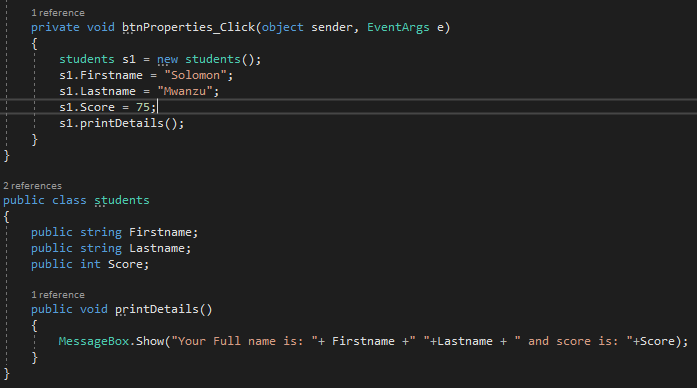 1 reference
private void btnProperties_Click(object sender, EventArgs e)
{
students s1 = new students();
s1.Firstname = "Solomon";
s1.Lastname = "Mwanzu";
s1.Score = 75;
s1.printDetails();
}
}
2 references
public class students
{
public string Firstname;
public string Lastname;
public int Score;
1 reference
public void printDetails()
{
MessageBox.Show("Your Full name is: "+ Firstname +" "+Lastname + " and score is: "+Score);
}
}